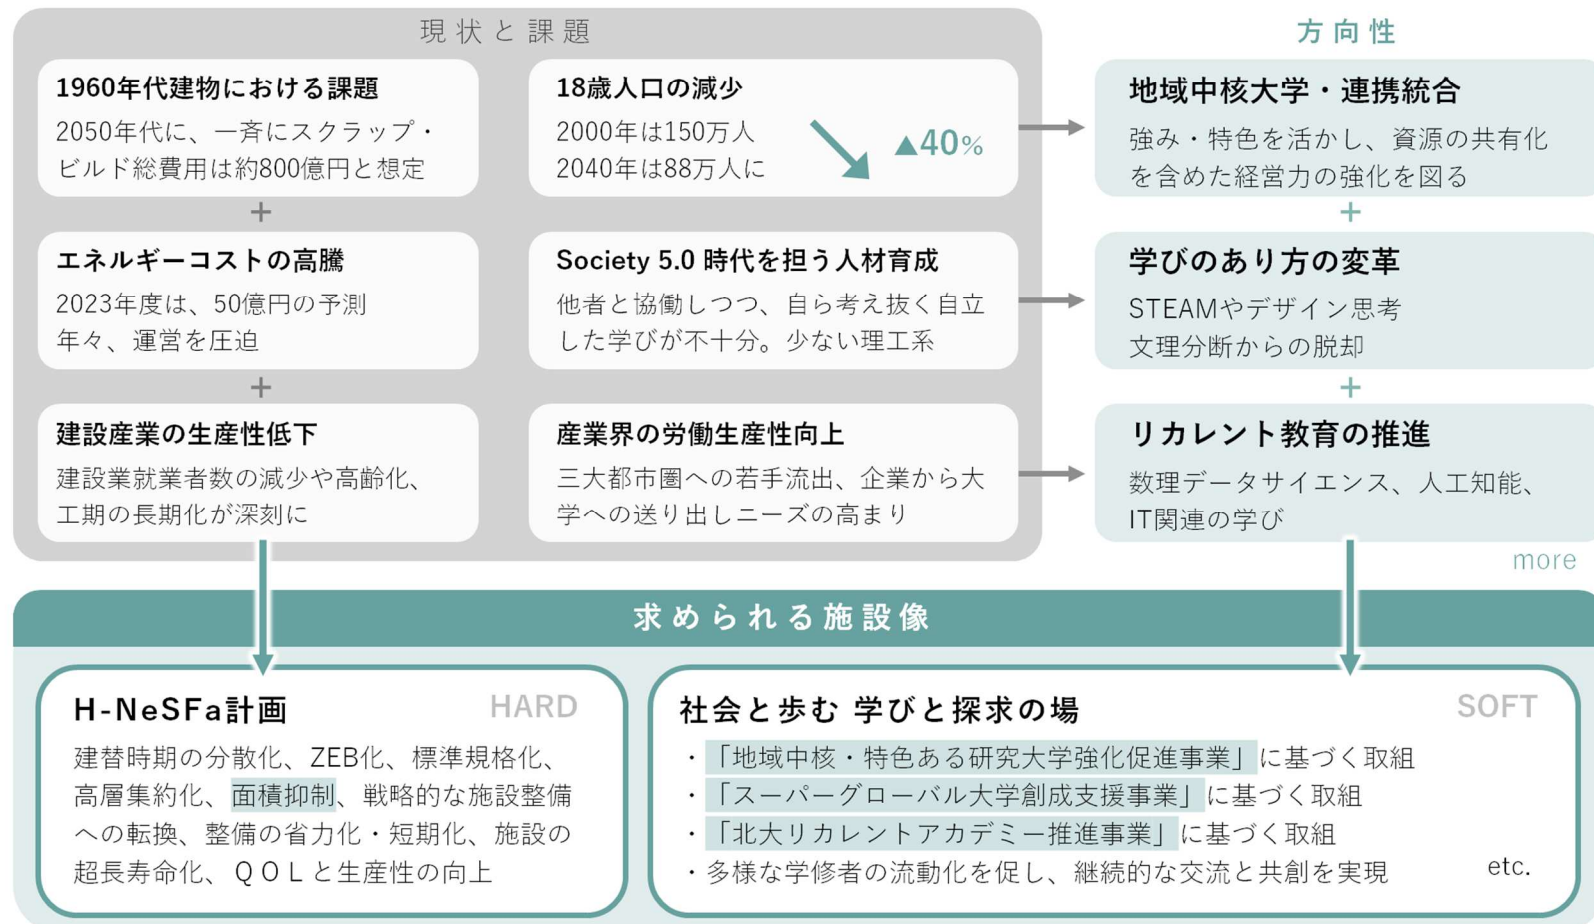 現状と課題
1960年代建物における課題
2050年代に、一斉にスクラップ・
ビルド総費用は約800億円と想定
+
エネルギーコストの高騰
2023年度は、50億円の予測
年々、運営を圧迫
+
建設産業の生産性低下
建設業就業者数の減少や高齢化、
工期の長期化が深刻に
18歳人口の減少
2000年は150万人
2040年は88万人に
▲40%
Society 5.0 時代を担う人材育成
他者と協働しつつ、自ら考え抜く自立
した学びが不十分。少ない理工系
産業界の労働生産性向上
三大都市圏への若手流出、企業から大
学への送り出しニーズの高まり
方向性
地域中核大学・連携統合
強み・特色を活かし、資源の共有化
を含めた経営力の強化を図る
+
学びのあり方の変革
STEAMやデザイン思考
文理分断からの脱却
+
リカレント教育の推進
数理データサイエンス、人工知能、
IT関連の学び
more
求められる施設像
H-NeSFa計画
HARD
建替時期の分散化、ZEB化、標準規格化、
高層集約化、面積抑制、戦略的な施設整備
への転換、整備の省力化・短期化、施設の
超長寿命化、QOLと生産性の向上
社会と歩む 学びと探求の場
SOFT
・「地域中核・特色ある研究大学強化促進事業」に基づく取組
・「スーパーグローバル大学創成支援事業」に基づく取組
・「北大リカレントアカデミー推進事業」に基づく取組
・多様な学修者の流動化を促し、継続的な交流と共創を実現
etc.